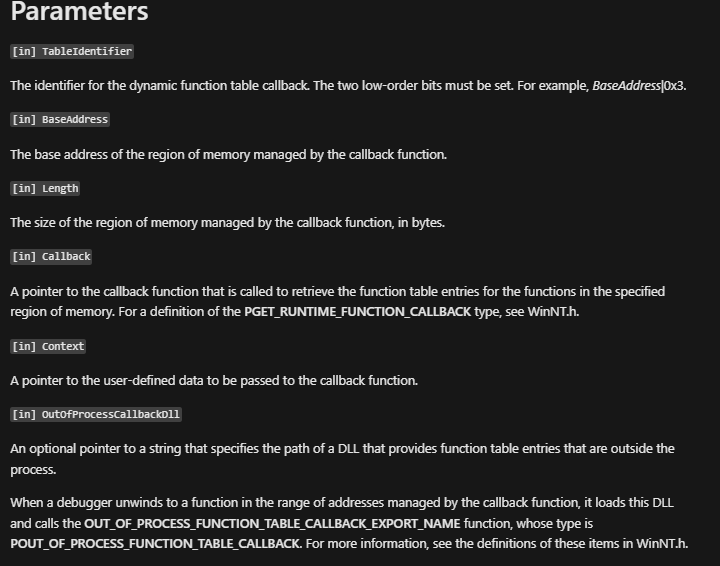 Parameters
[in] TableIdentifier
The identifier for the dynamic function table callback. The two low-order bits must be set. For example, BaseAddress|0x3.
[in] BaseAddress
The base address of the region of memory managed by the callback function.
[in] Length
The size of the region of memory managed by the callback function, in bytes.
[in] Callback
A pointer to the callback function that is called to retrieve the function table entries for the functions in the specified
region of memory. For a definition of the PGET_RUNTIME_FUNCTION_CALLBACK type, see WinNT.h.
[in] Context
A pointer to the user-defined data to be passed to the callback function.
[in] OutOfProcessCallbackDll
An optional pointer to a string that specifies the path of a DLL that provides function table entries that are outside the
process.
When a debugger unwinds to a function in the range of addresses managed by the callback function, it loads this DLL
and calls the OUT_OF_PROCESS_FUNCTION_TABLE_CALLBACK_EXPORT_NAME function, whose type is
POUT_OF_PROCESS_FUNCTION_TABLE_CALLBACK. For more information, see the definitions of these items in WinNT.h.